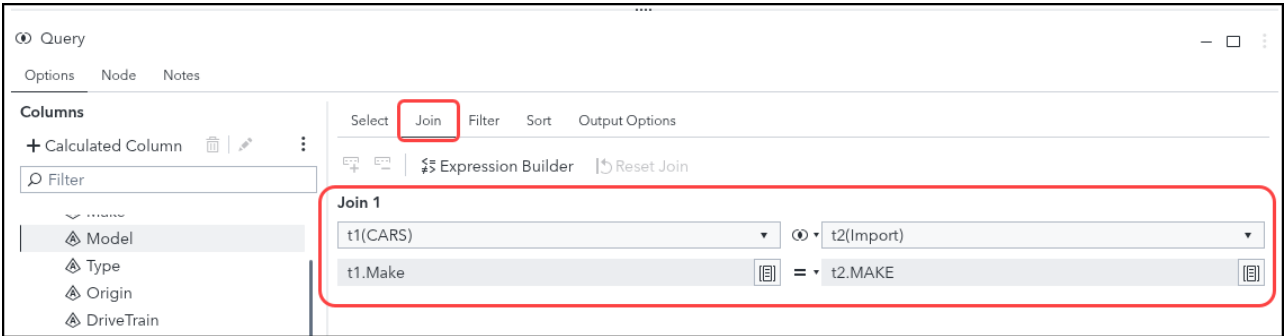 Query
Options Node Notes
Columns
+ Calculated Column
Filter
Model
Type
Origin
DriveTrain
Select Join Filter Sort Output Options
Expression Builder Reset Join
Join 1
t1(CARS) t2(Import)
t1.Make = t2.MAKE